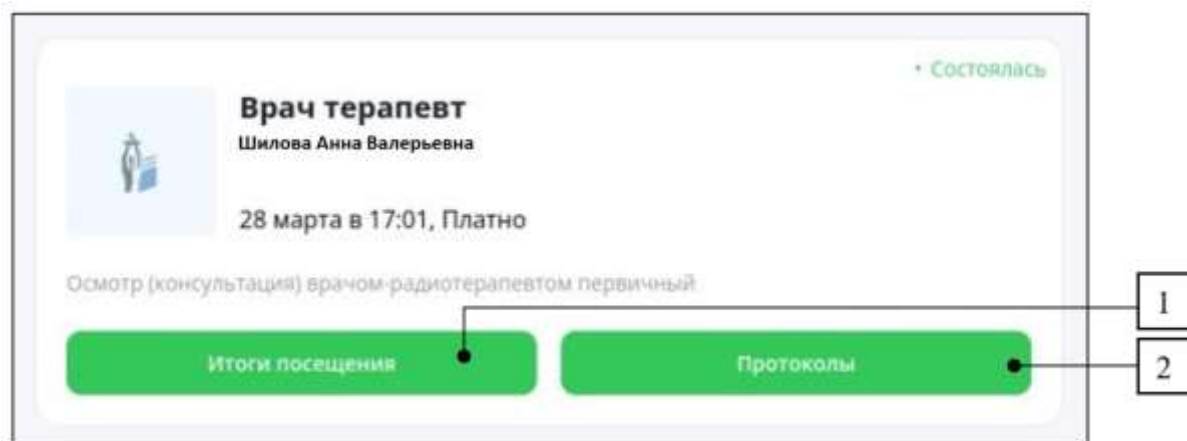 • Состоялась
Врач терапевт
Шилова Анна Валерьевна
28 марта в 17:01, Платно
Осмотр (консультация) врачом-радиотерапевтом первичный
1
Итоги посещения
Протоколы
2